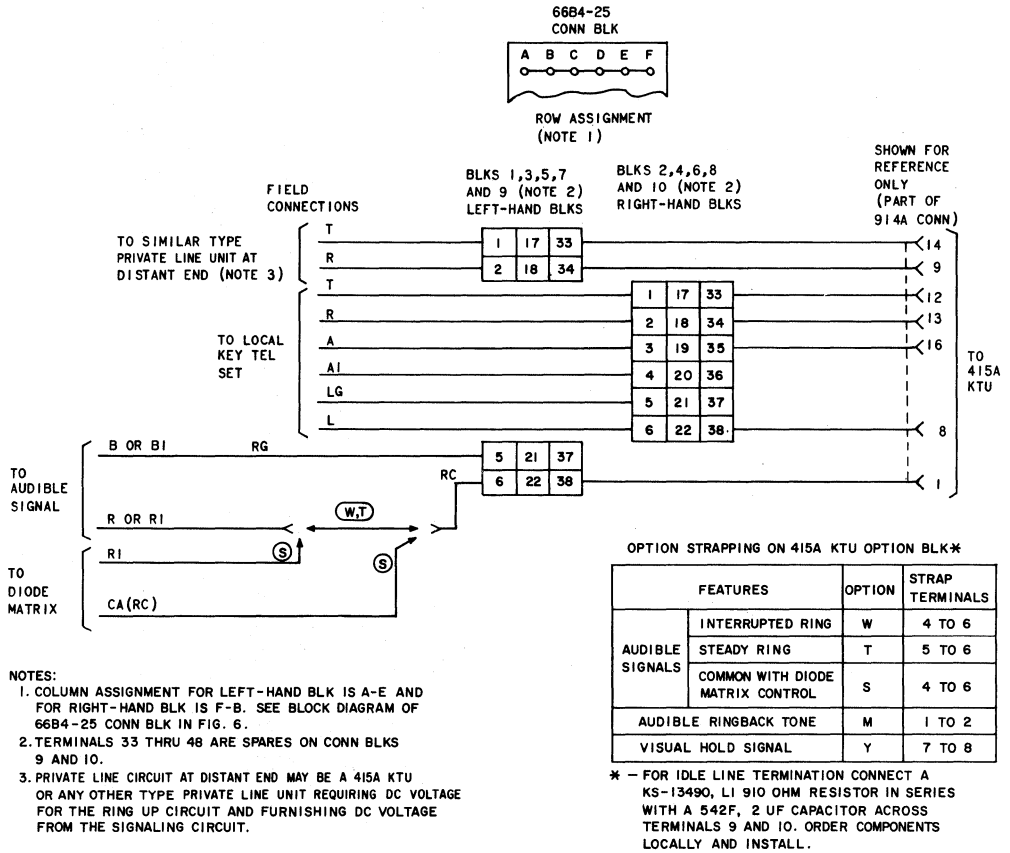 66B4-25
CONN BLK
A B C D E F
ROW ASSIGNMENT
(NOTE 1)
BLKS 1,3,5,7
AND 9 (NOTE 2)
LEFT-HAND BLKS
BLKS 2,4,6,8
AND 10 (NOTE 2)
RIGHT-HAND BLKS
SHOWN FOR
REFERENCE
ONLY
(PART OF
914A CONN)
FIELD
CONNECTIONS
TO SIMILAR TYPE
PRIVATE LINE UNIT AT
DISTANT END (NOTE 3)
T 1 17 33 14
R 2 18 34 9
TO LOCAL
KEY TEL
SET
T 1 17 33 12
R 2 18 34 13
A 3 19 35 16
A1 4 20 36
LG 5 21 37
L 6 22 38 8
TO
415A
KTU
TO
AUDIBLE
SIGNAL
B OR B1 RG 5 21 37
RC 6 22 38 1
R OR R1 W,T
TO
DIODE
MATRIX
R1 S
S
CA(RC)
OPTION STRAPPING ON 415A KTU OPTION BLK*
FEATURES OPTION STRAP
TERMINALS
AUDIBLE
SIGNALS
INTERRUPTED RING W 4 TO 6
STEADY RING T 5 TO 6
COMMON WITH DIODE
MATRIX CONTROL S 4 TO 6
AUDIBLE RINGBACK TONE M 1 TO 2
VISUAL HOLD SIGNAL Y 7 TO 8
* - FOR IDLE LINE TERMINATION CONNECT A
KS-13490, L1 910 OHM RESISTOR IN SERIES
WITH A 542F, 2 UF CAPACITOR ACROSS
TERMINALS 9 AND 10. ORDER COMPONENTS
LOCALLY AND INSTALL.
NOTES:
1. COLUMN ASSIGNMENT FOR LEFT-HAND BLK IS A-E AND
FOR RIGHT-HAND BLK IS F-B. SEE BLOCK DIAGRAM OF
66B4-25 CONN BLK IN FIG. 6.
2. TERMINALS 33 THRU 48 ARE SPARES ON CONN BLKS
9 AND 10.
3. PRIVATE LINE CIRCUIT AT DISTANT END MAY BE A 415A KTU
OR ANY OTHER TYPE PRIVATE LINE UNIT REQUIRING DC VOLTAGE
FOR THE RING UP CIRCUIT AND FURNISHING DC VOLTAGE
FROM THE SIGNALING CIRCUIT.